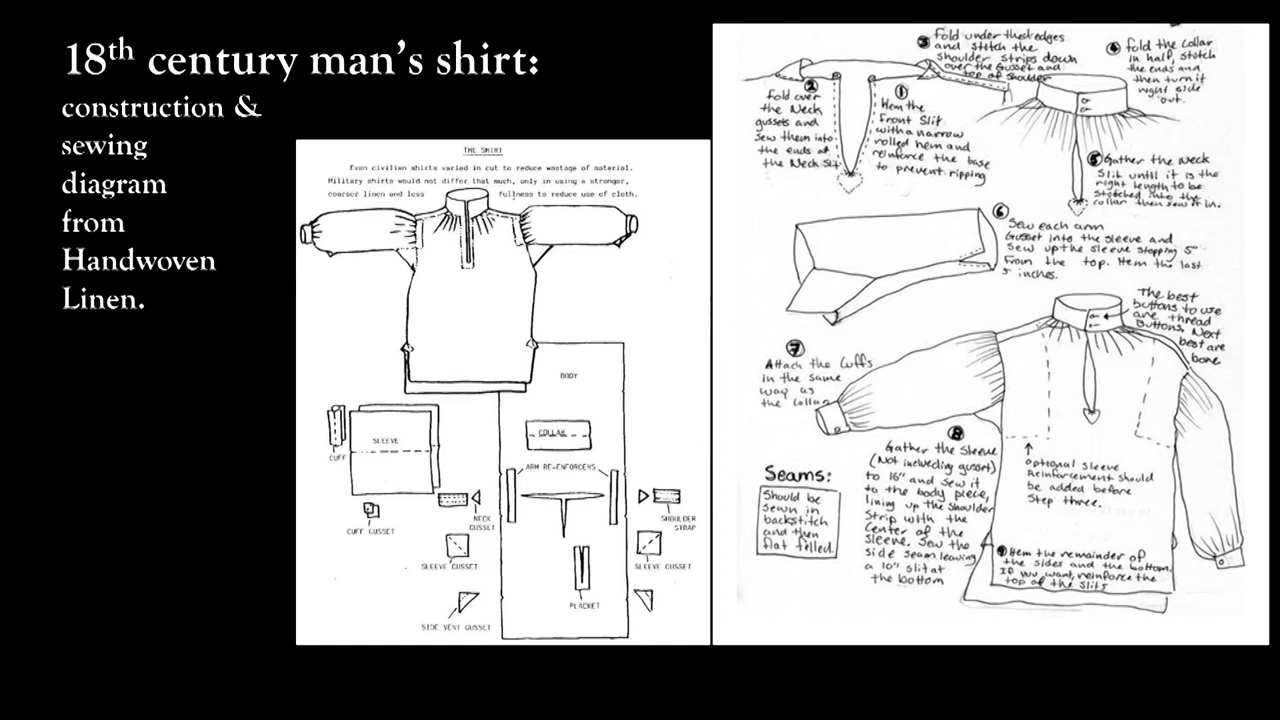 18th century man's shirt:
construction &
sewing
diagram
from
Handwoven
Linen.
THE SHIRT
Even civilian shirts varied in cut to reduce wastage of material.
Military shirts would not differ that much, only in using a stronger,
coarser linen and less fullness to reduce use of cloth.
BODY
COLLAR
SLEEVE
CUFF
ARM RE-ENFORCERS
NECK
GUSSET
SHOULDER
STRAP
CUFF GUSSET
SLEEVE GUSSET
SLEEVE GUSSET
PLACKET
SIDE VENT GUSSET
3 Fold under the edges
and stitch the
shoulder strips down
over the Gusset and
top of shoulder
4 fold the collar
in half, stitch
the ends and
then turn it
right side
out.
2
Fold over
the Neck
gussets and
sew them into
the ends of
the Neck Slit
1
Hem the
Front Slit
with a narrow
rolled hem and
reinforce the base
to prevent ripping
5 Gather the Neck
Slit until it is the
right length to be
stitched into the
collar then sew it in.
6 Sew each arm
Gusset into the sleeve and
Sew up the sleeve stopping 5"
From the top. Hem the last
5 inches.
The best
buttons to use
are thread
Buttons. Next
best are
bone
7
Attach the Cuffs
in the same
way as
the collar
8
Gather the Sleeve
(Not including gusset)
to 16" and sew it
to the body piece,
lining up the shoulder
Strip with the
Center of the
sleeve. Sew the
side seam leaving
a 10" slit at
the bottom
optional sleeve
Reinforcement should
be added before
Step three.
Seams:
Should be
sewn in
backstitch
and then
flat felled.
9 Hem the remainder of
the sides and the bottom.
If you want, reinforce the
top of the slits